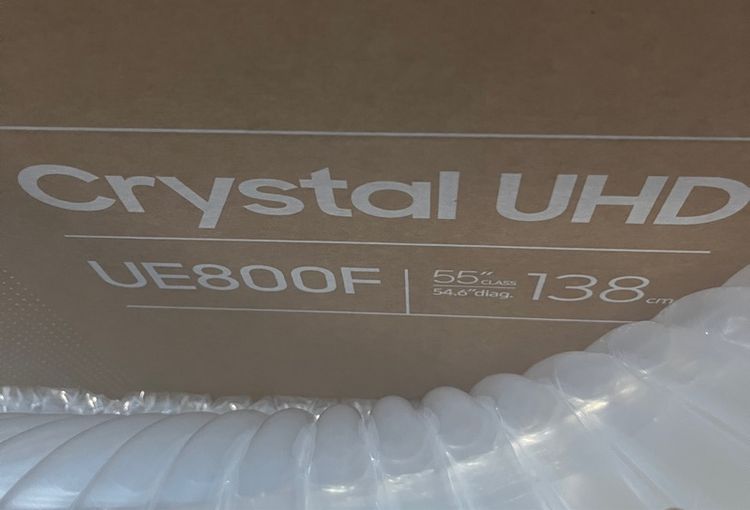 Crystal UHD
UE800F
55″ CLASS
54.6″diag.
138 cm